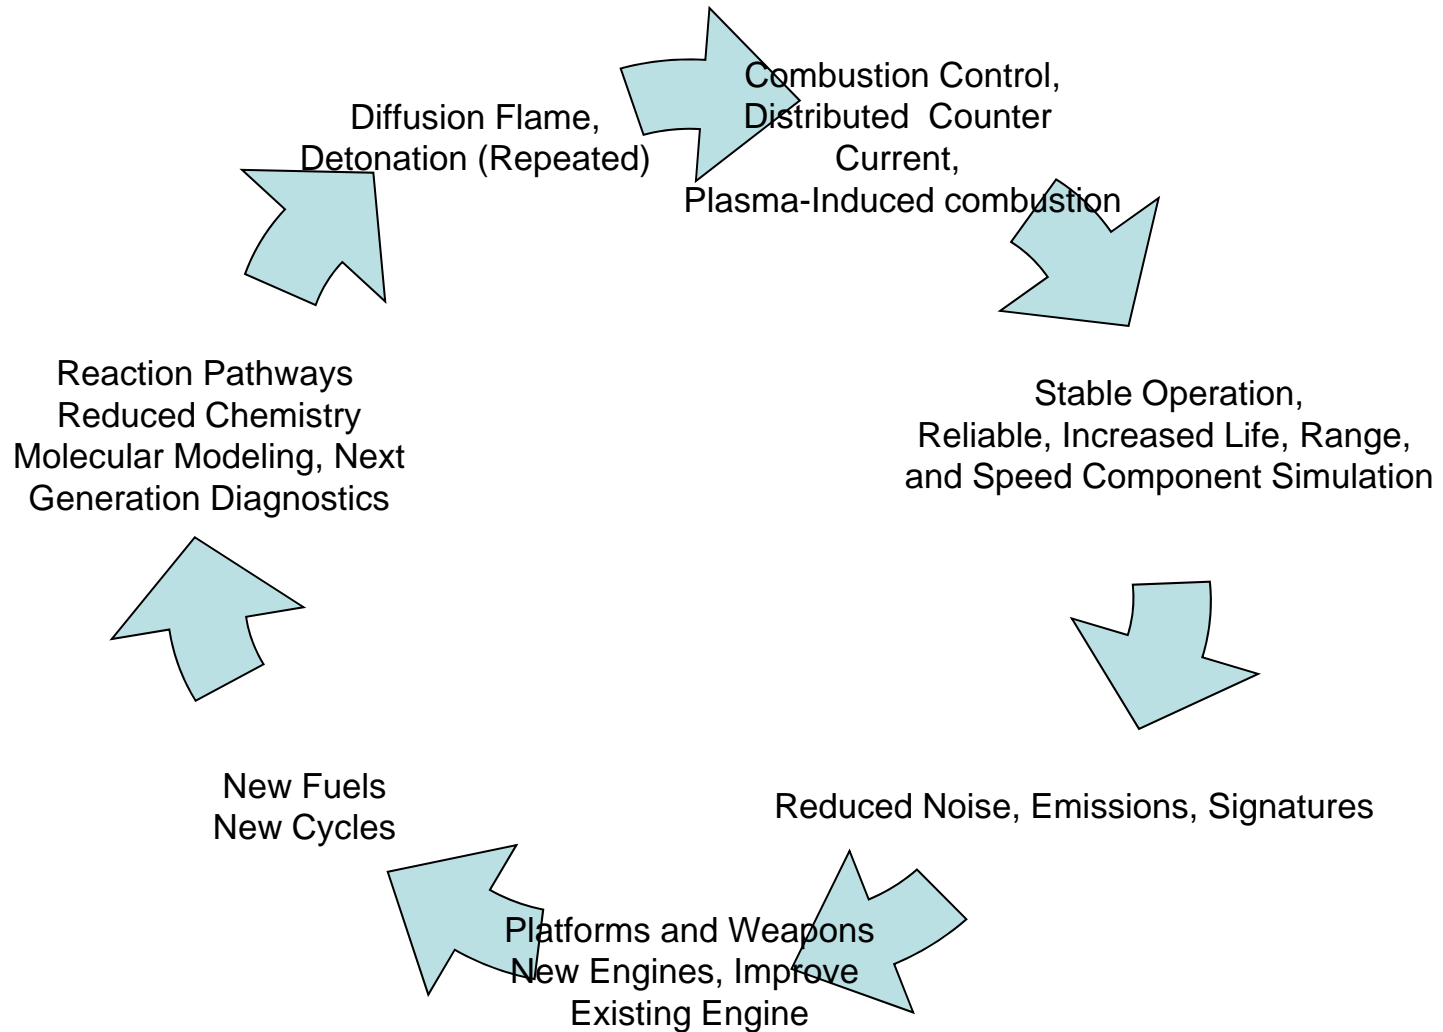 Diffusion Flame,
Detonation (Repeated)
Combustion Control,
Distributed Counter
Current,
Plasma-Induced combustion
Stable Operation,
Reliable, Increased Life, Range,
and Speed Component Simulation
Reduced Noise, Emissions, Signatures
Platforms and Weapons
New Engines, Improve
Existing Engine
New Fuels
New Cycles
Reaction Pathways
Reduced Chemistry
Molecular Modeling, Next
Generation Diagnostics